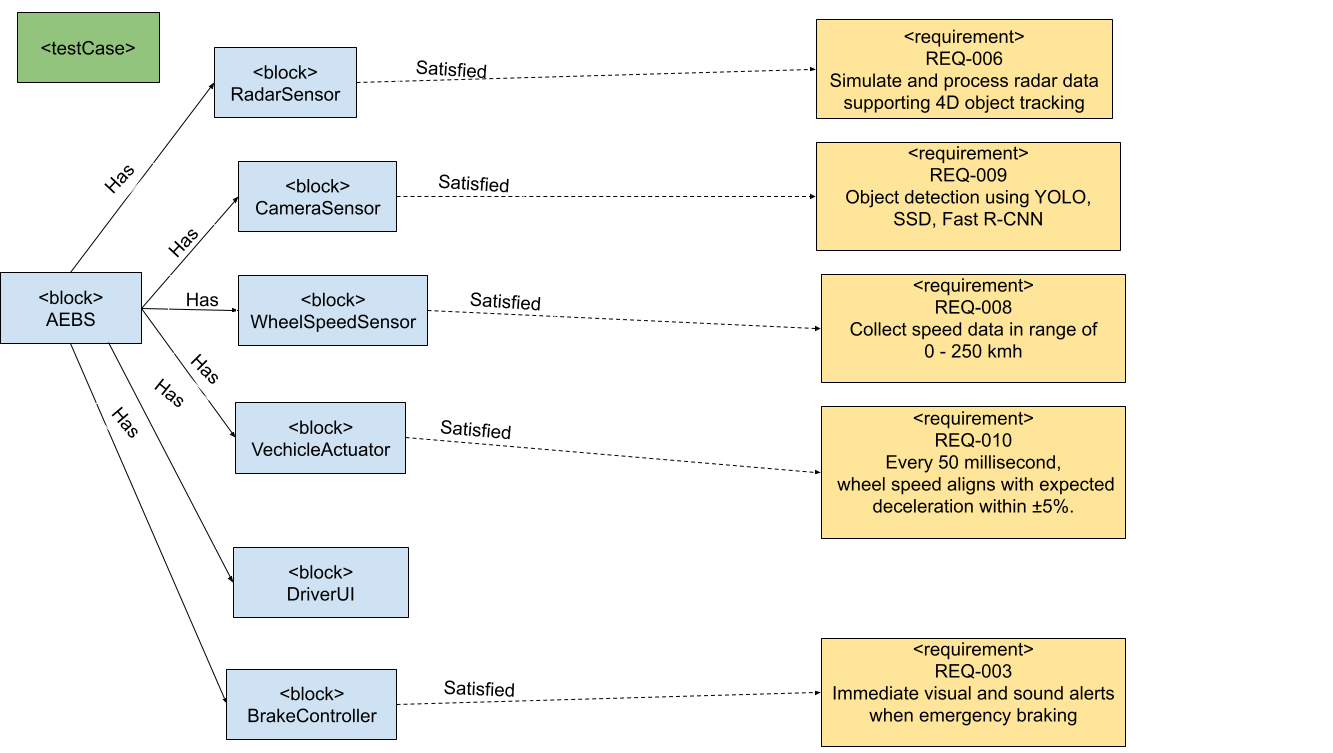 <testCase>
<block>
RadarSensor
Satisfied
<requirement>
REQ-006
Simulate and process radar data
supporting 4D object tracking
Has
<block>
CameraSensor
Satisfied
<requirement>
REQ-009
Object detection using YOLO,
SSD, Fast R-CNN
Has
<block>
AEBS
Has
<block>
WheelSpeedSensor
Satisfied
<requirement>
REQ-008
Collect speed data in range of
0 - 250 kmh
Has
<block>
VechicleActuator
Satisfied
<requirement>
REQ-010
Every 50 millisecond,
wheel speed aligns with expected
deceleration within ±5%.
Has
<block>
DriverUI
Has
<block>
BrakeController
Satisfied
<requirement>
REQ-003
Immediate visual and sound alerts
when emergency braking